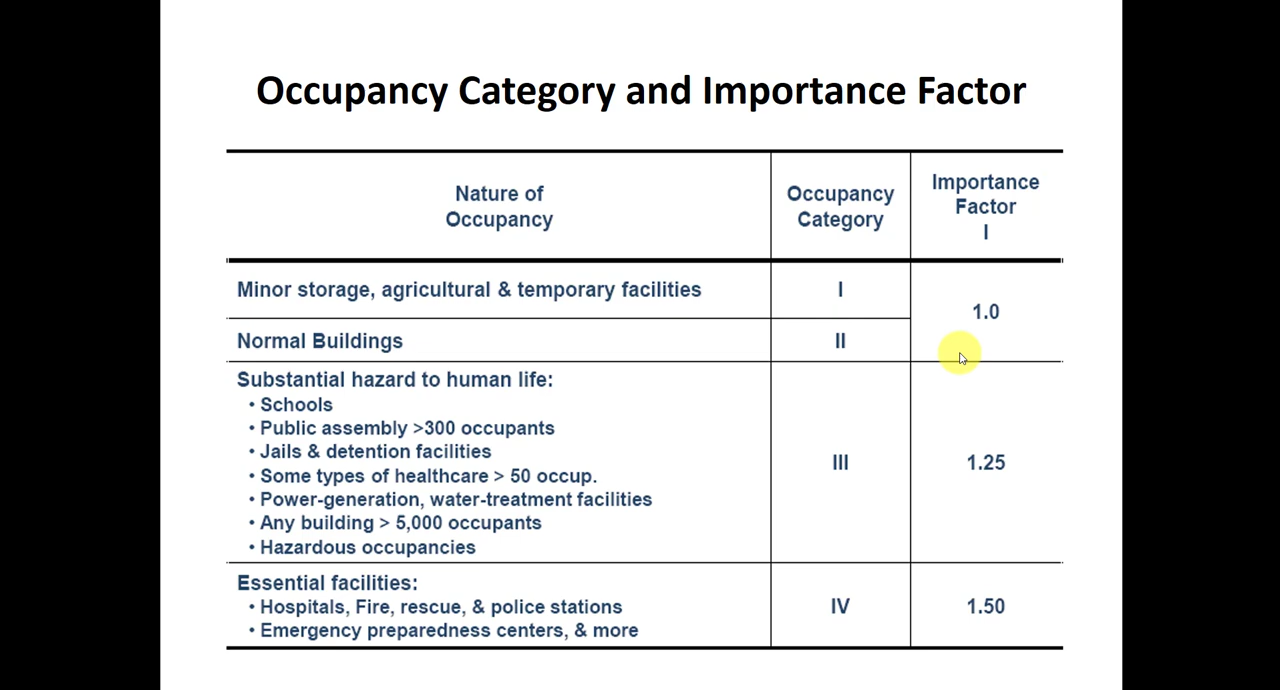 Occupancy Category and Importance Factor
Nature of
Occupancy
Occupancy
Category
Importance
Factor
I
Minor storage, agricultural & temporary facilities
I
1.0
Normal Buildings
II
Substantial hazard to human life:
• Schools
• Public assembly >300 occupants
• Jails & detention facilities
• Some types of healthcare > 50 occup.
• Power-generation, water-treatment facilities
• Any building > 5,000 occupants
• Hazardous occupancies
III
1.25
Essential facilities:
• Hospitals, Fire, rescue, & police stations
• Emergency preparedness centers, & more
IV
1.50